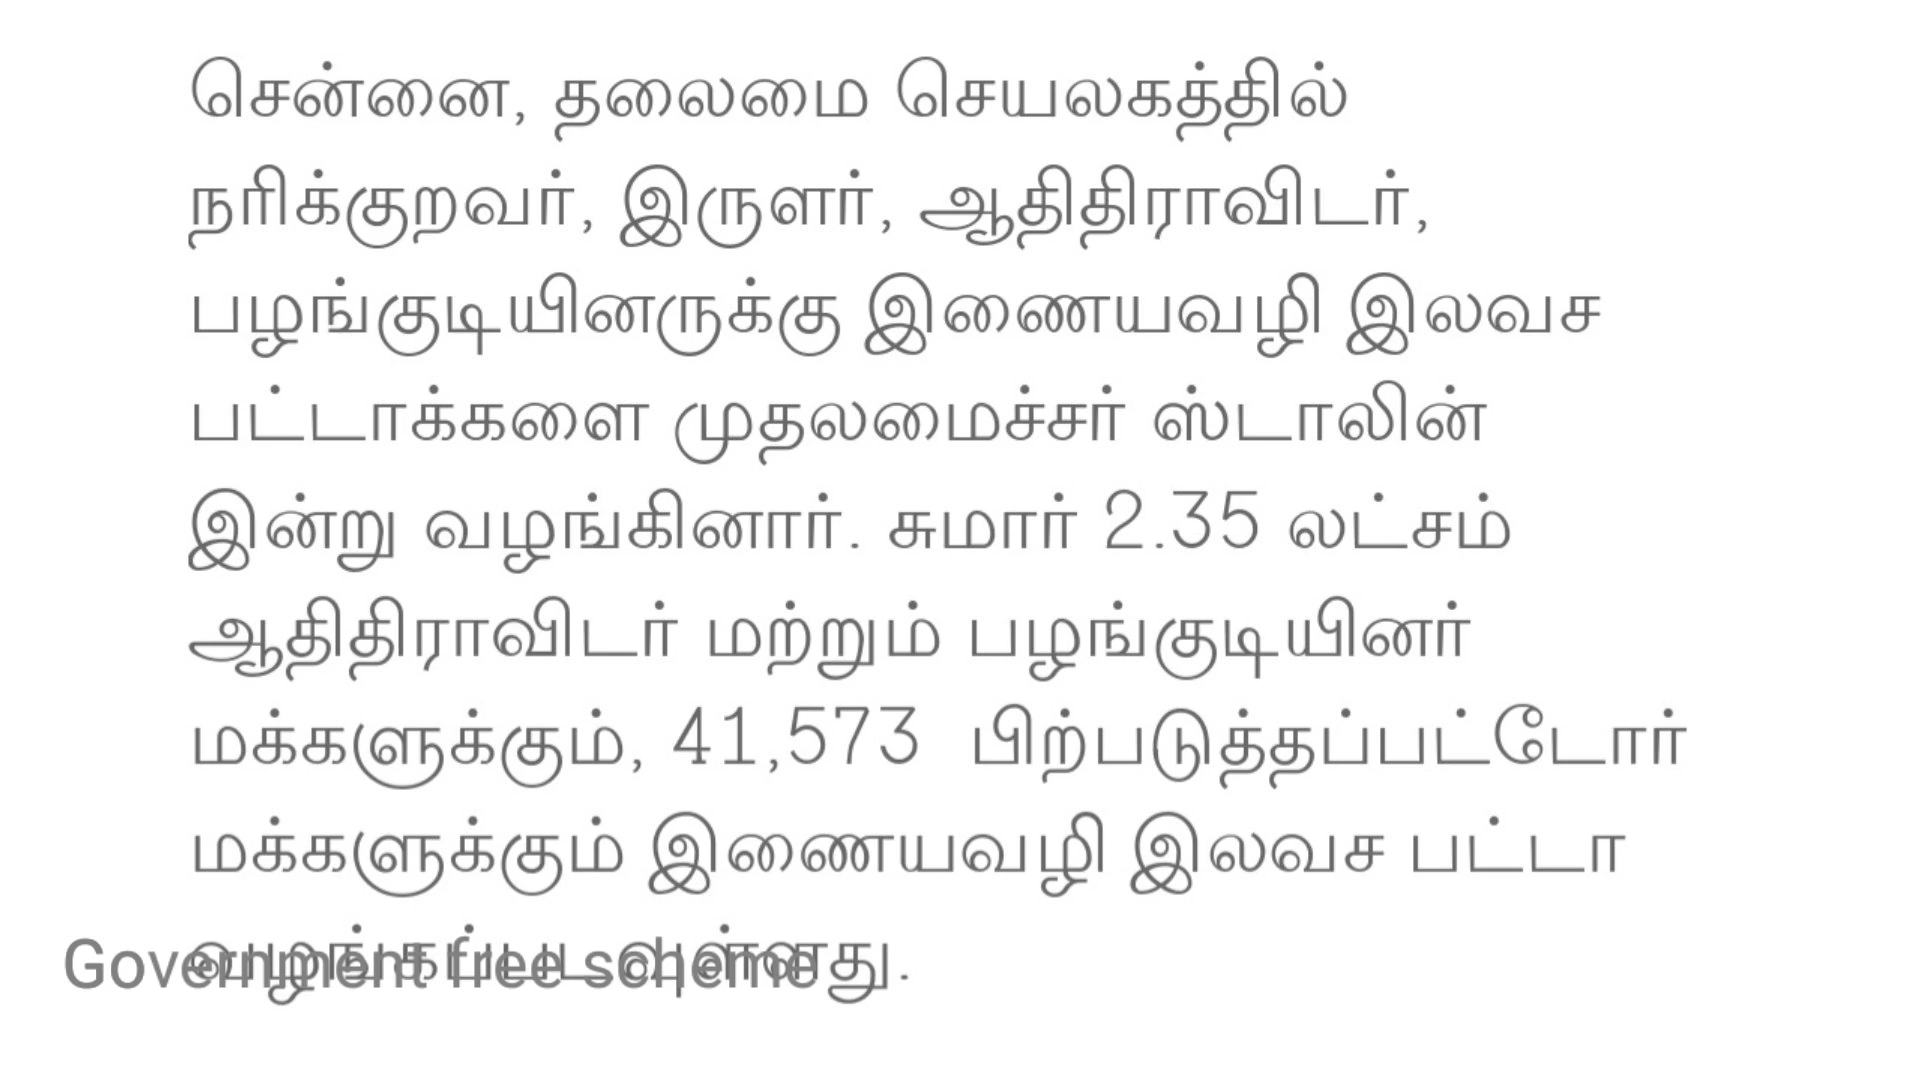 சென்னை, தலைமை செயலகத்தில்
நரிக்குறவர், இருளர், ஆதிதிராவிடர்,
பழங்குடியினருக்கு இணையவழி இலவச
பட்டாக்களை முதலமைச்சர் ஸ்டாலின்
இன்று வழங்கினார். சுமார் 2.35 லட்சம்
ஆதிதிராவிடர் மற்றும் பழங்குடியினர்
மக்களுக்கும், 41,573 பிற்படுத்தப்பட்டோர்
மக்களுக்கும் இணையவழி இலவச பட்டா
Government free scheme